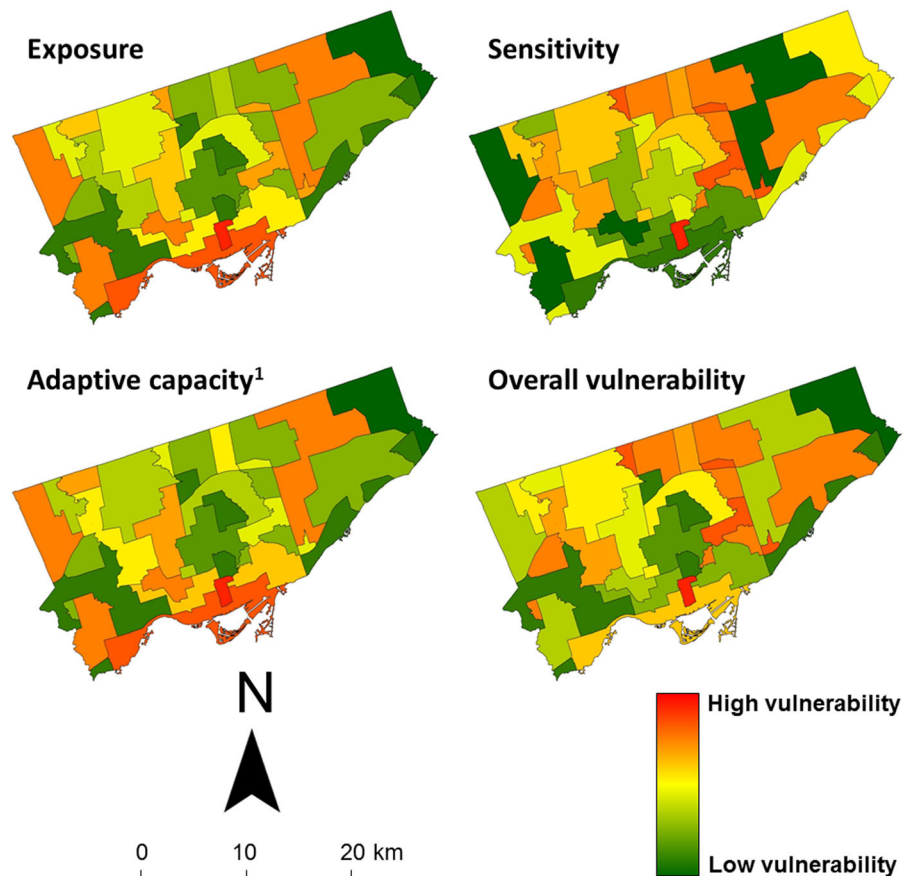 Exposure
Sensitivity
Adaptive capacity¹
Overall vulnerability
N
High vulnerability
Low vulnerability
0 10 20 km